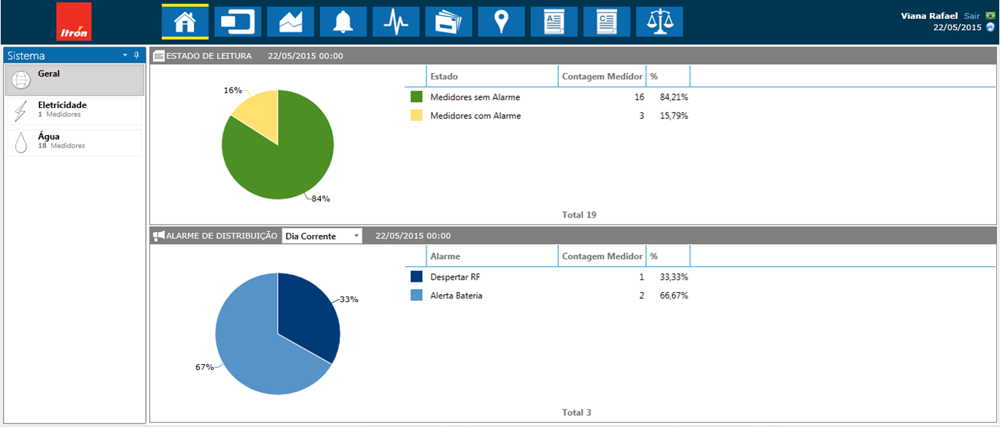 Itrón
Viana Rafael Sair
22/05/2015
A
C
Sistema
Geral
Eletricidade
1 Medidores
Água
18 Medidores
ESTADO DE LEITURA 22/05/2015 00:00
16%
84%
Estado Contagem Medidor %
Medidores sem Alarme 16 84,21%
Medidores com Alarme 3 15,79%
Total 19
ALARME DE DISTRIBUIÇÃO Dia Corrente 22/05/2015 00:00
33%
67%
Alarme Contagem Medidor %
Despertar RF 1 33,33%
Alerta Bateria 2 66,67%
Total 3